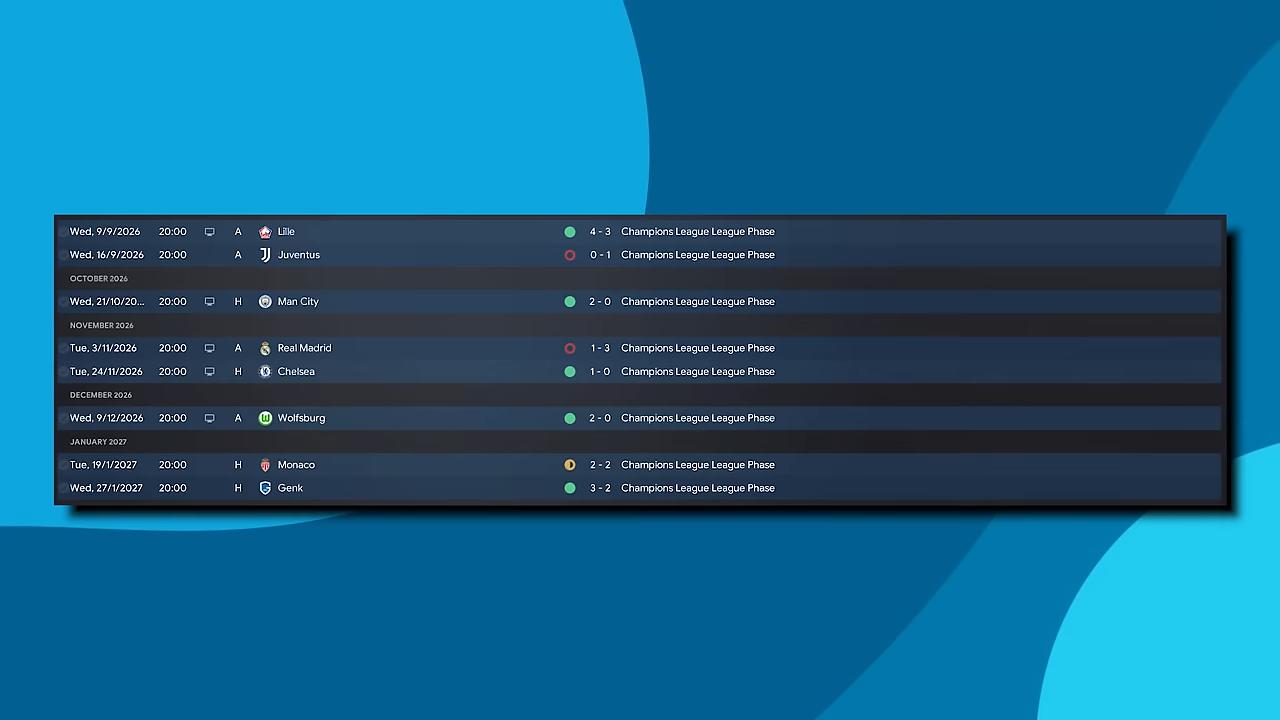 Wed, 9/9/2026 20:00 A Lille 4 - 3 Champions League League Phase
Wed, 16/9/2026 20:00 A Juventus 0 - 1 Champions League League Phase
OCTOBER 2026
Wed, 21/10/20... 20:00 H Man City 2 - 0 Champions League League Phase
NOVEMBER 2026
Tue, 3/11/2026 20:00 A Real Madrid 1 - 3 Champions League League Phase
Tue, 24/11/2026 20:00 H Chelsea 1 - 0 Champions League League Phase
DECEMBER 2026
Wed, 9/12/2026 20:00 A Wolfsburg 2 - 0 Champions League League Phase
JANUARY 2027
Tue, 19/1/2027 20:00 H Monaco 2 - 2 Champions League League Phase
Wed, 27/1/2027 20:00 H Genk 3 - 2 Champions League League Phase